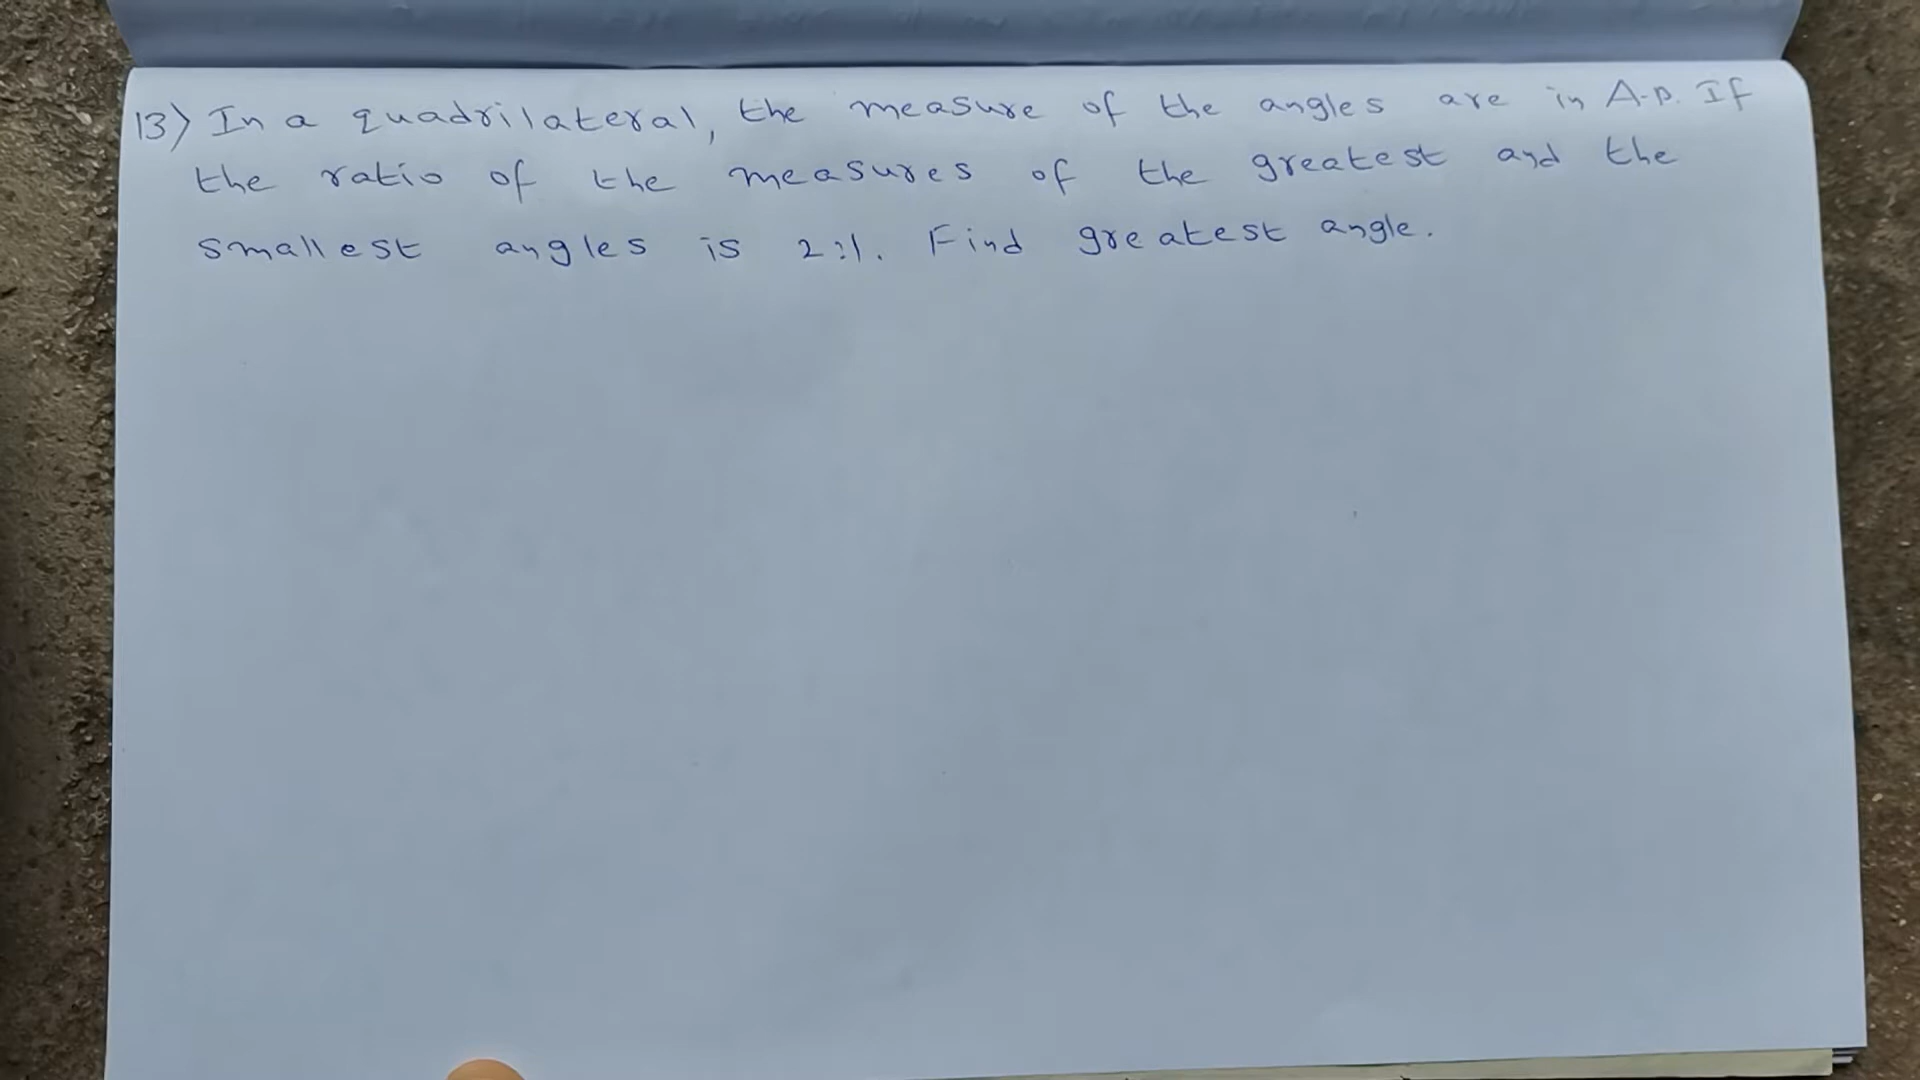 13) In a quadrilateral, the measure of the angles are in A.P. If
the ratio of the measures of the greatest and the
smallest angles is 2:1. Find greatest angle.